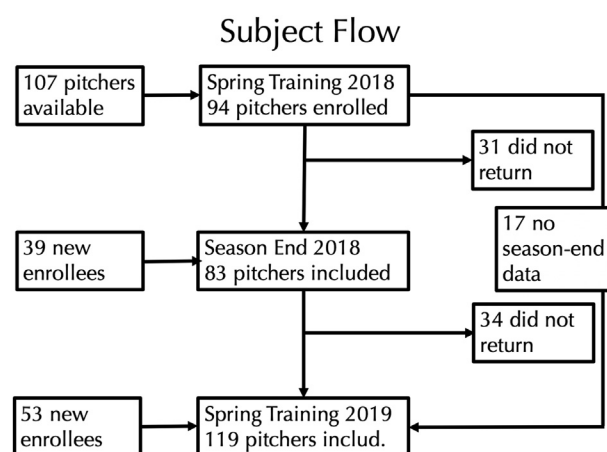 Subject Flow
107 pitchers
available
Spring Training 2018
94 pitchers enrolled
31 did not
return
17 no
season-end
data
39 new
enrollees
Season End 2018
83 pitchers included
34 did not
return
53 new
enrollees
Spring Training 2019
119 pitchers includ.